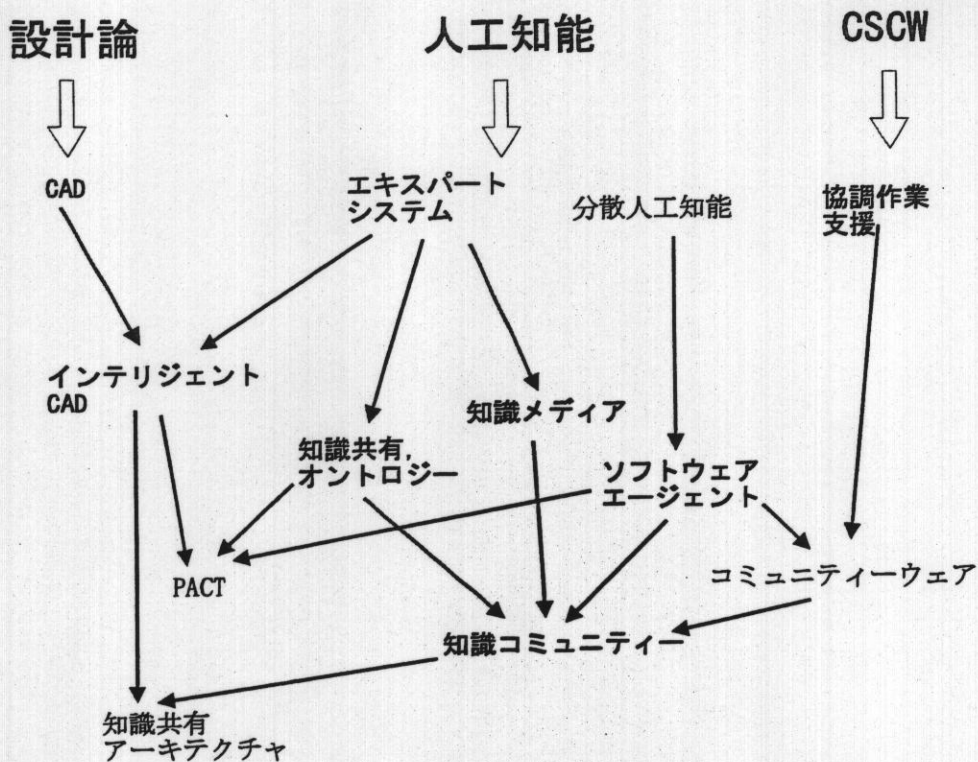 設計論
人工知能
CSCW
CAD
エキスパート
システム
分散人工知能
協調作業
支援
インテリジェント
CAD
知識メディア
知識共有,
オントロジー
ソフトウェア
エージェント
PACT
コミュニティーウェア
知識コミュニティー
知識共有
アーキテクチャ